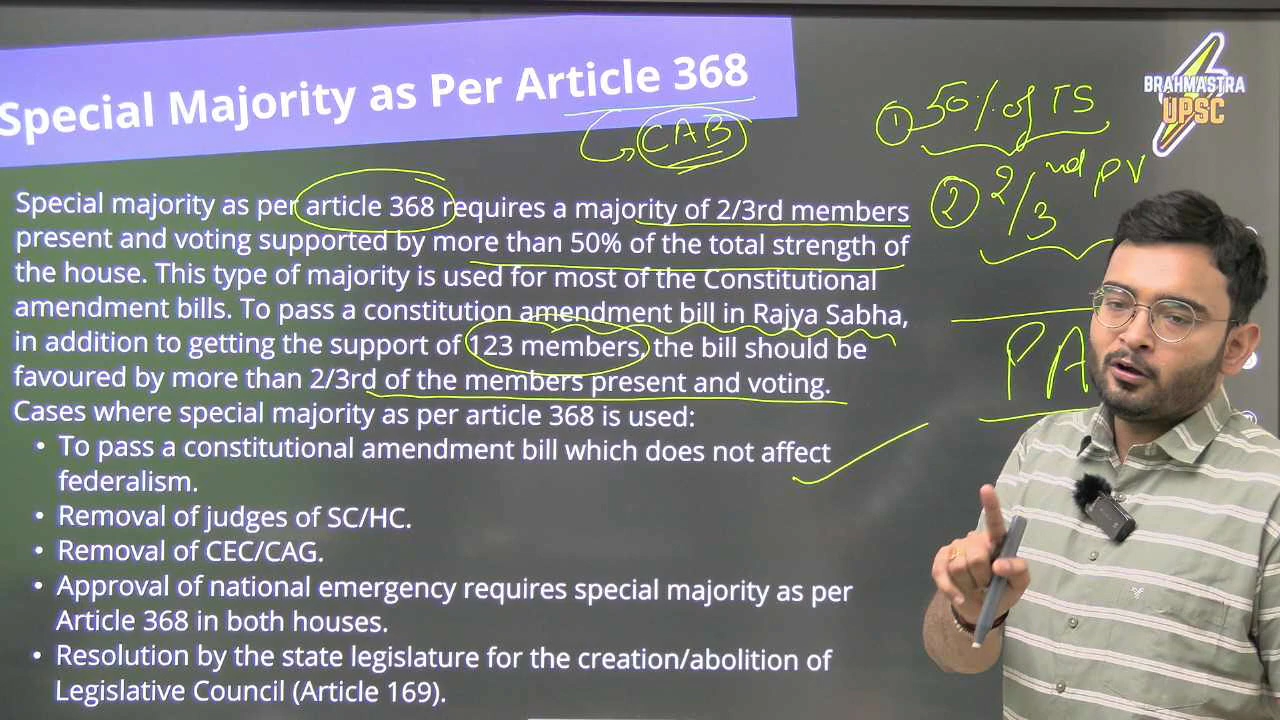 Special Majority as Per Article 368
CAB
① 50% of TS
② 2/3 nd PV
BRAHMASTRA
UPSC
Special majority as per article 368 requires a majority of 2/3rd members
present and voting supported by more than 50% of the total strength of
the house. This type of majority is used for most of the Constitutional
amendment bills. To pass a constitution amendment bill in Rajya Sabha,
in addition to getting the support of 123 members, the bill should be
favoured by more than 2/3rd of the members present and voting.
PA
Cases where special majority as per article 368 is used:
• To pass a constitutional amendment bill which does not affect
federalism.
• Removal of judges of SC/HC.
• Removal of CEC/CAG.
• Approval of national emergency requires special majority as per
Article 368 in both houses.
• Resolution by the state legislature for the creation/abolition of
Legislative Council (Article 169).